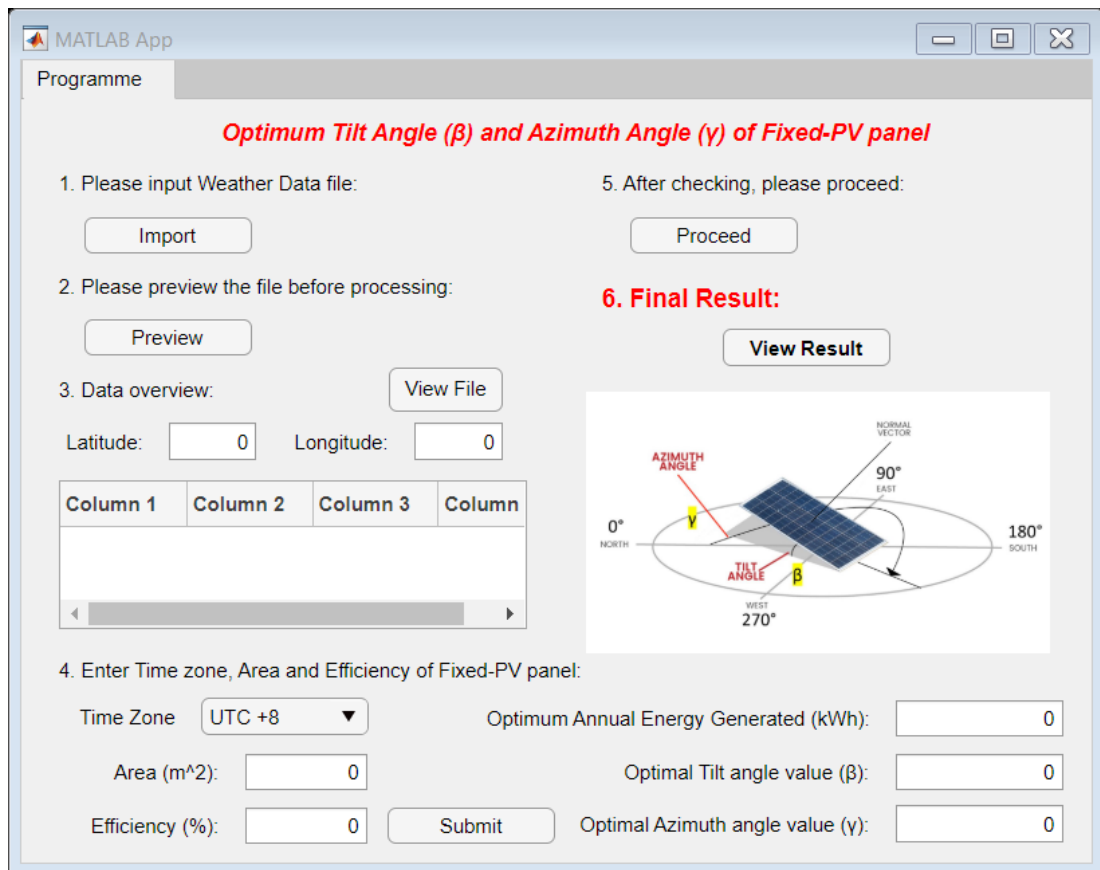 MATLAB App
Programme
Optimum Tilt Angle (β) and Azimuth Angle (γ) of Fixed-PV panel
1. Please input Weather Data file:
Import
2. Please preview the file before processing:
Preview
3. Data overview:
View File
Latitude:
0
Longitude:
0
Column 1
Column 2
Column 3
Column
4. Enter Time zone, Area and Efficiency of Fixed-PV panel:
Time Zone
UTC +8
Area (m^2):
0
Efficiency (%):
0
Submit
5. After checking, please proceed:
Proceed
6. Final Result:
View Result
NORMAL
VECTOR
AZIMUTH
ANGLE
90°
EAST
γ
0°
NORTH
180°
SOUTH
TILT
ANGLE
β
WEST
270°
Optimum Annual Energy Generated (kWh):
0
Optimal Tilt angle value (β):
0
Optimal Azimuth angle value (γ):
0